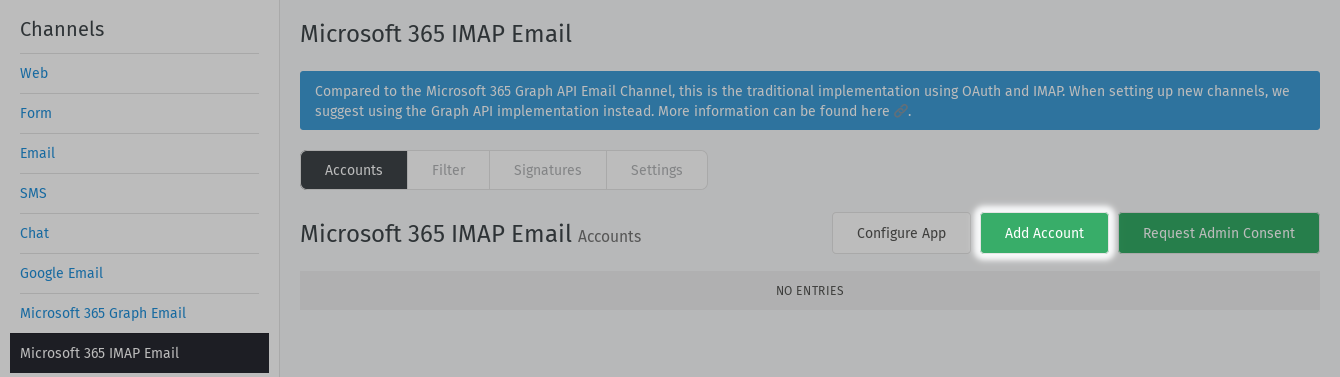 Channels
Web
Form
Email
SMS
Chat
Google Email
Microsoft 365 Graph Email
Microsoft 365 IMAP Email
Microsoft 365 IMAP Email
Compared to the Microsoft 365 Graph API Email Channel, this is the traditional implementation using OAuth and IMAP. When setting up new channels, we
suggest using the Graph API implementation instead. More information can be found here 🔗.
Accounts Filter Signatures Settings
Microsoft 365 IMAP Email Accounts Configure App Add Account Request Admin Consent
NO ENTRIES